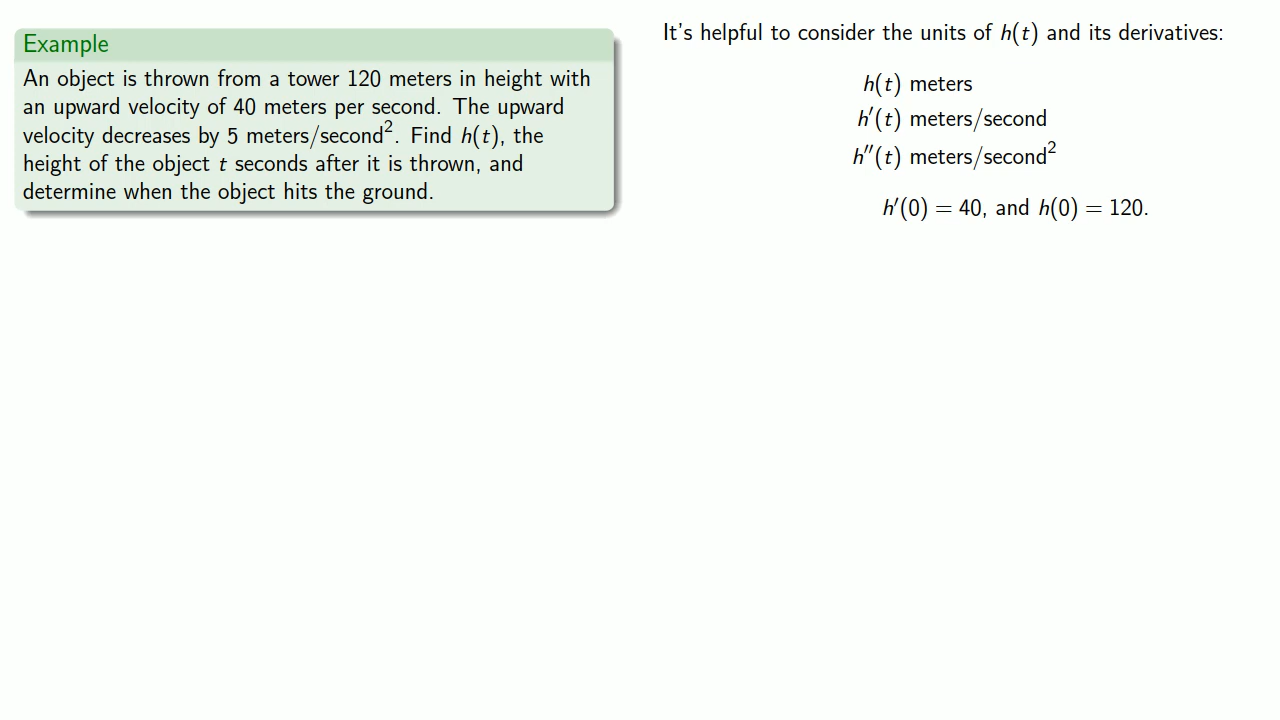 Example
An object is thrown from a tower 120 meters in height with
an upward velocity of 40 meters per second. The upward
velocity decreases by 5 meters/second². Find h(t), the
height of the object t seconds after it is thrown, and
determine when the object hits the ground.
It's helpful to consider the units of h(t) and its derivatives:
h(t) meters
h′(t) meters/second
h′′(t) meters/second²
h′(0) = 40, and h(0) = 120.